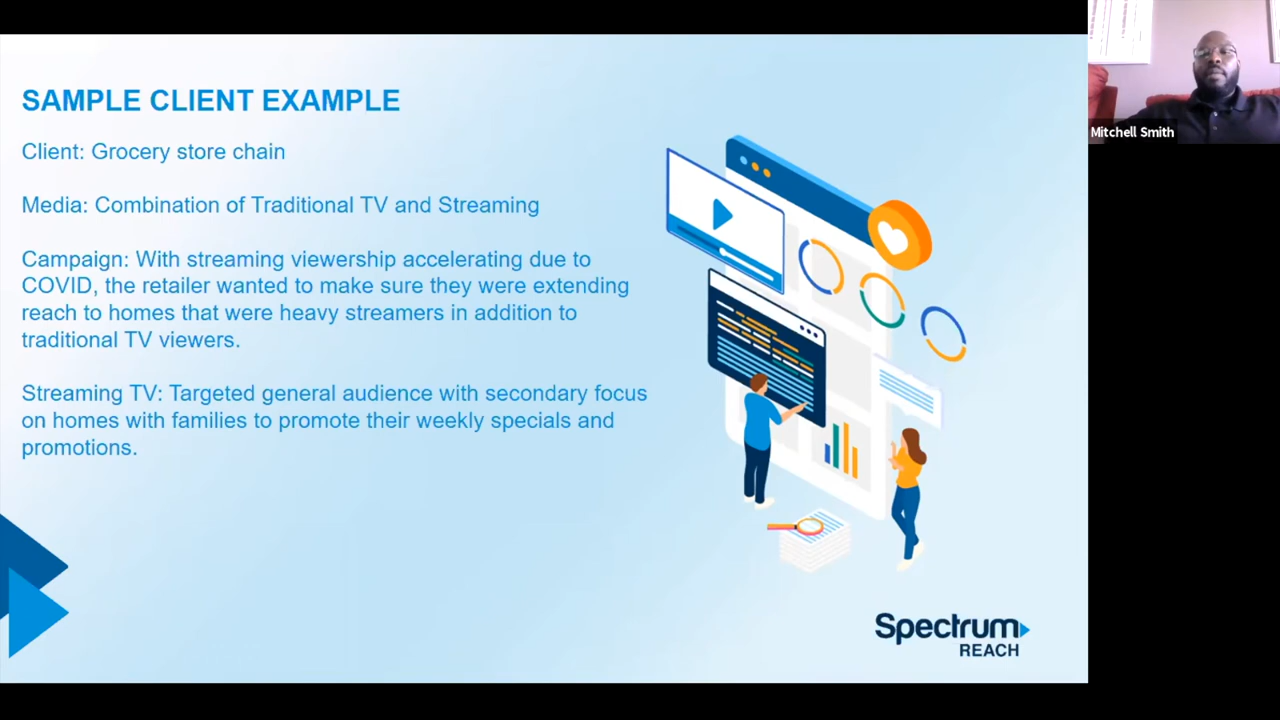 SAMPLE CLIENT EXAMPLE
Client: Grocery store chain
Media: Combination of Traditional TV and Streaming
Campaign: With streaming viewership accelerating due to
COVID, the retailer wanted to make sure they were extending
reach to homes that were heavy streamers in addition to
traditional TV viewers.
Streaming TV: Targeted general audience with secondary focus
on homes with families to promote their weekly specials and
promotions.
Spectrum
REACH
Mitchell Smith